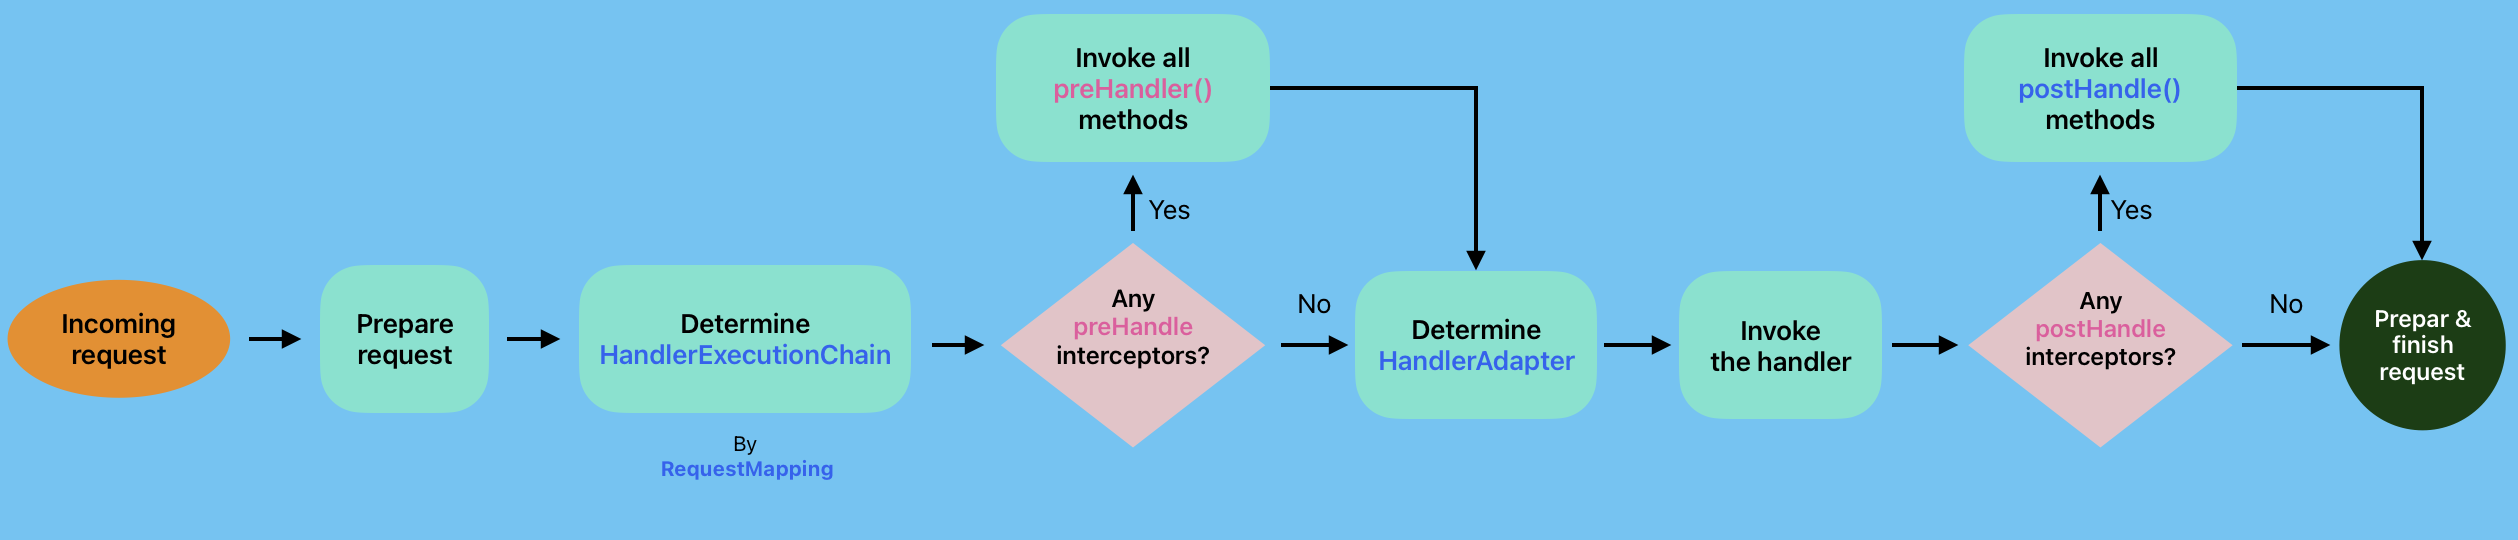 Incoming
request
Prepare
request
Determine
HandlerExecutionChain
By
RequestMapping
Any
preHandle
interceptors?
Yes
Invoke all
preHandler()
methods
No
Determine
HandlerAdapter
Invoke
the handler
Any
postHandle
interceptors?
Yes
Invoke all
postHandle()
methods
No
Prepar &
finish
request